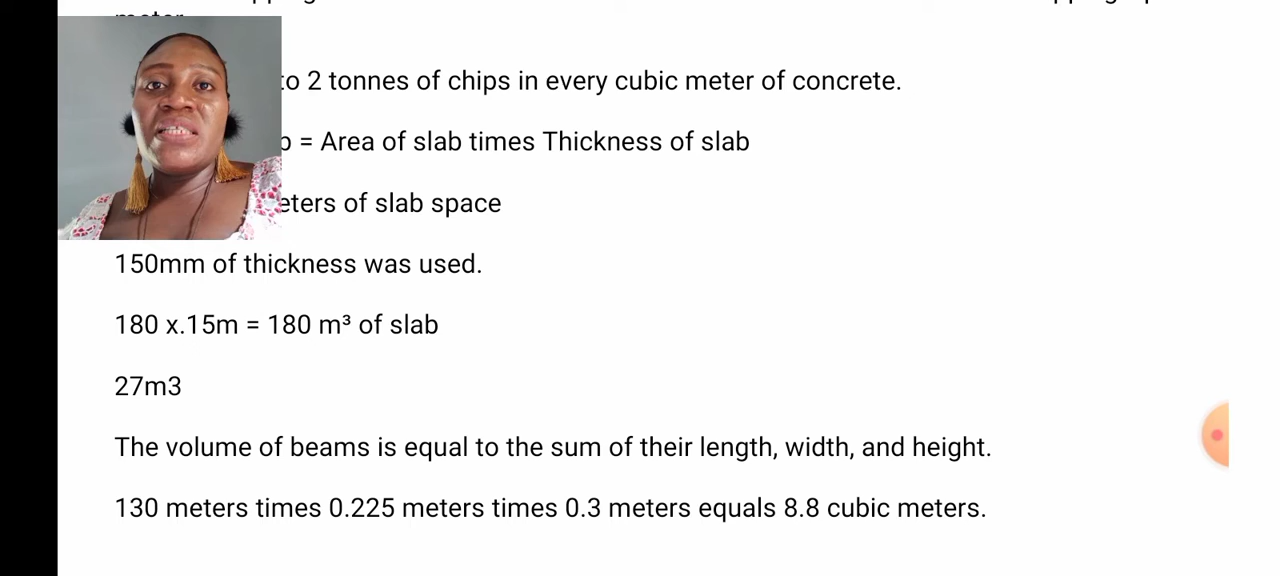 to 2 tonnes of chips in every cubic meter of concrete.
= Area of slab times Thickness of slab
of slab space
150mm of thickness was used.
180 x.15m = 180 m³ of slab
27m3
The volume of beams is equal to the sum of their length, width, and height.
130 meters times 0.225 meters times 0.3 meters equals 8.8 cubic meters.